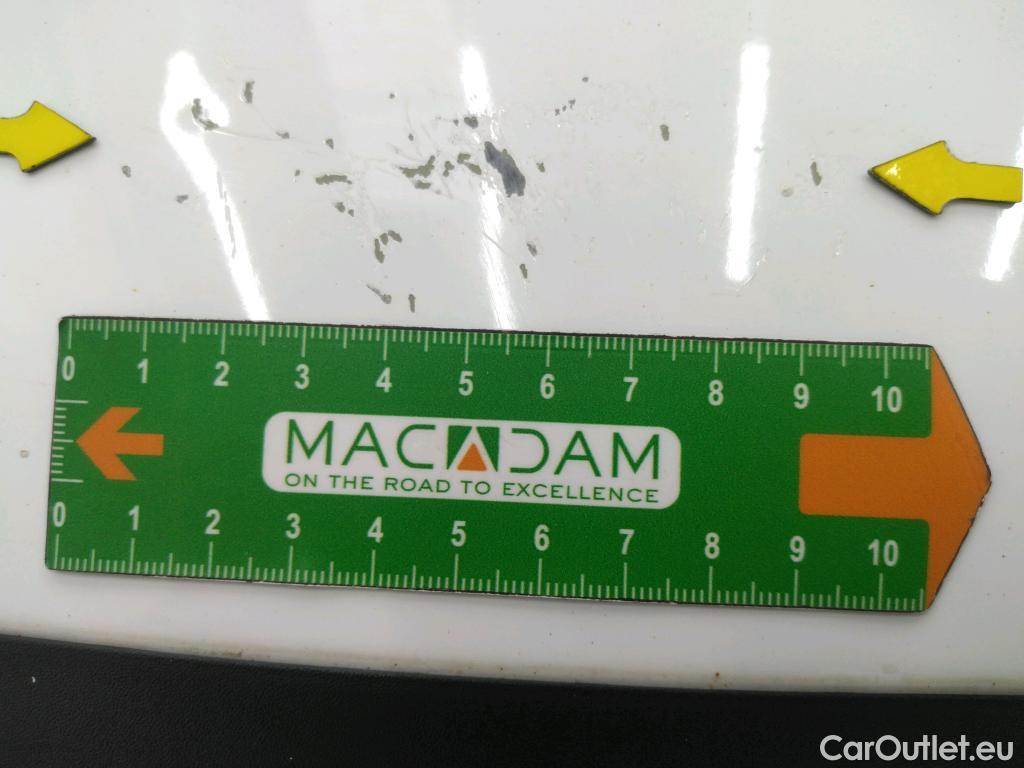 0 1 2 3 4 5 6 7 8 9 10
MACADAM
ON THE ROAD TO EXCELLENCE
0 1 2 3 4 5 6 7 8 9 10
CarOutlet.eu